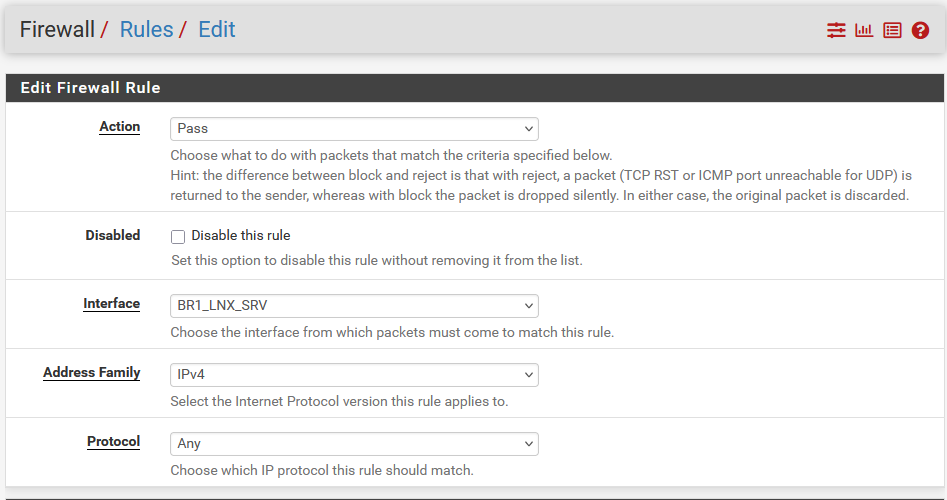 Firewall / Rules / Edit
Edit Firewall Rule
Action
Pass
Choose what to do with packets that match the criteria specified below.
Hint: the difference between block and reject is that with reject, a packet (TCP RST or ICMP port unreachable for UDP) is
returned to the sender, whereas with block the packet is dropped silently. In either case, the original packet is discarded.
Disabled
Disable this rule
Set this option to disable this rule without removing it from the list.
Interface
BR1_LNX_SRV
Choose the interface from which packets must come to match this rule.
Address Family
IPv4
Select the Internet Protocol version this rule applies to.
Protocol
Any
Choose which IP protocol this rule should match.